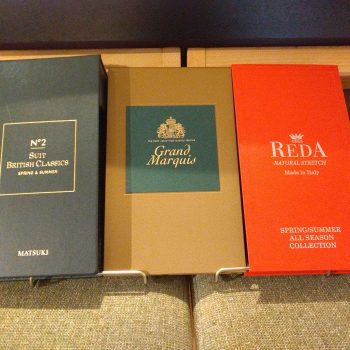 Nº2
SUIT
BRITISH CLASSICS
SPRING & SUMMER
MATSUKI
Grand
Marquis
REDA
NATURAL STRETCH
Made in Italy
SPRING/SUMMER
ALL SEASON
COLLECTION